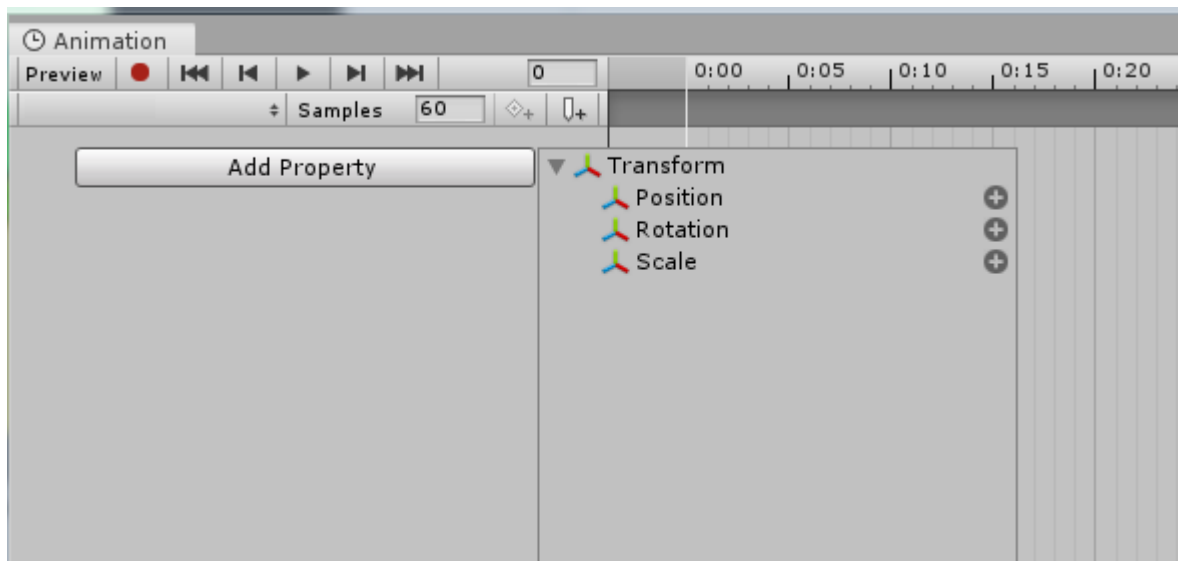 Animation
Preview 0 0:00 0:05 0:10 0:15 0:20
Samples 60
Add Property
Transform
Position
Rotation
Scale